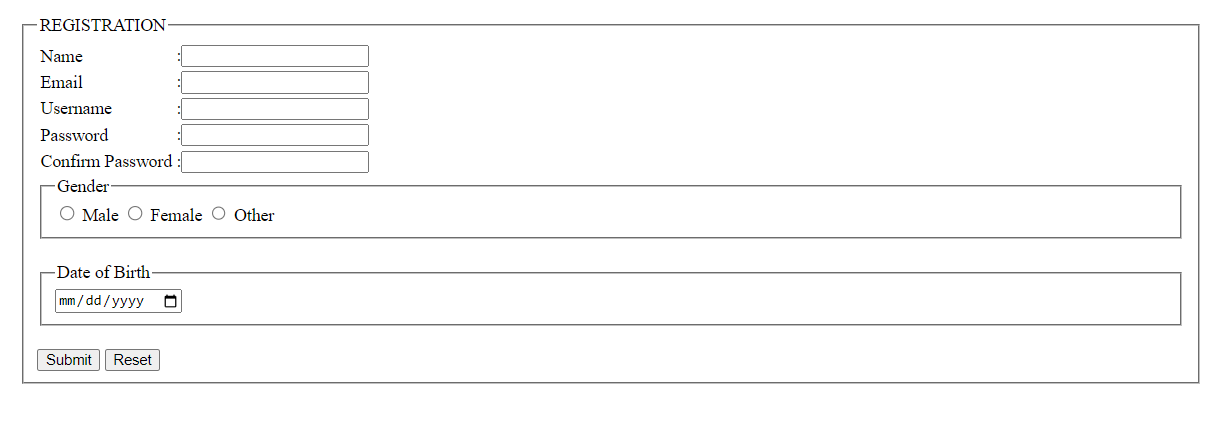 REGISTRATION
Name :
Email :
Username :
Password :
Confirm Password :
Gender
Male Female Other
Date of Birth
mm/dd/yyyy
Submit Reset